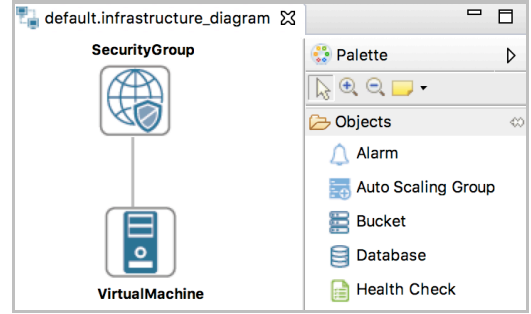 default.infrastructure_diagram
SecurityGroup
VirtualMachine
Palette
Objects
Alarm
Auto Scaling Group
Bucket
Database
Health Check